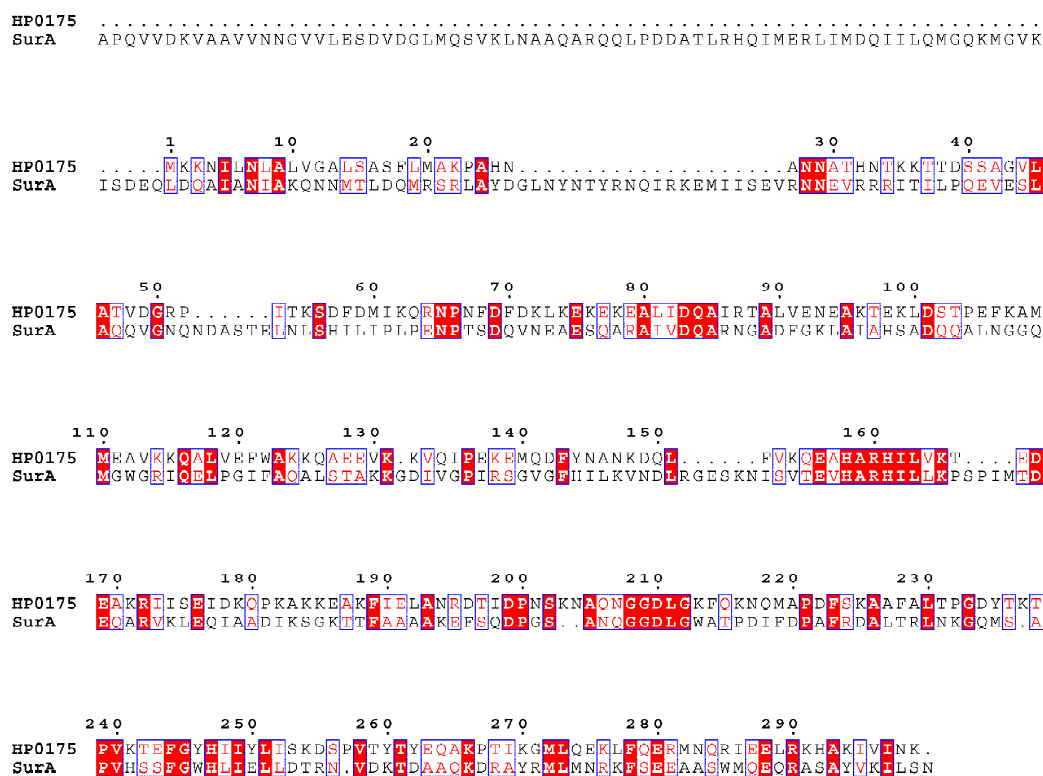 HP0175 ......................................................................
SurA APQVVDKVAAVVNNGVVLESDVDGLMQSVKLNAAQARQQLPDDATLRHQIMERLIMDQIILQMGQKMGVK
1 10 20 30 40
HP0175 .....MKKNILNLALVGALSASFLMAKPAHN....................ANNATHNTKKTTDSSAGVL
SurA ISDEQLDQAIANIAKQNNMTLDQMRSRLAYDGLNYNTYRNQIRKEMIISEVRNNEVRRRITILPQEVESL
50 60 70 80 90 100
HP0175 ATVDGRP......ITKSDFDMIKQRNPNFDFDKLKEKEKEALIDQAIRTALVENEAKTEKLDSTPEFKAM
SurA AQQVGNQNDASTELNLSHILIPLPENPTSDQVNEAESQARAIVDQARNGADFGKLAIAHSADQQALNGGQ
110 120 130 140 150 160
HP0175 MEAVKKQALVEFWAKKQAEEVK.KVQIPEKEMQDFYNANKDQL......FVKQEAHARHILVKT....ED
SurA MGWGRIQELPGIFAQALSTAKKGDIVGPIRSGVGFHILKVNDLRGESKNISVTEVHARHILLKPSPIMTD
170 180 190 200 210 220 230
HP0175 EAKRIISEIDKQPKAKKEAKFIELANRDTIDPNSKNAQNGGDLGKFQKNQMAPDFSKAAFALTPGDYTKT
SurA EQARVKLEQIAADIKSGKTTFAAAAKEFSQDPGS..ANQGGDLGWATPDIFDPAFRDALTRLNKGQMS.A
240 250 260 270 280 290
HP0175 PVKTEFGYHIIYLISKDSPVTYTYEQAKPTIKGMLQEKLFQERMNQRIEELRKHAKIVINK.
SurA PVHSSFGWHLIELLDTRN.VDKTDAAQKDRAYRMLMNRKFSEEAASWMQEQRASAYVKILSN